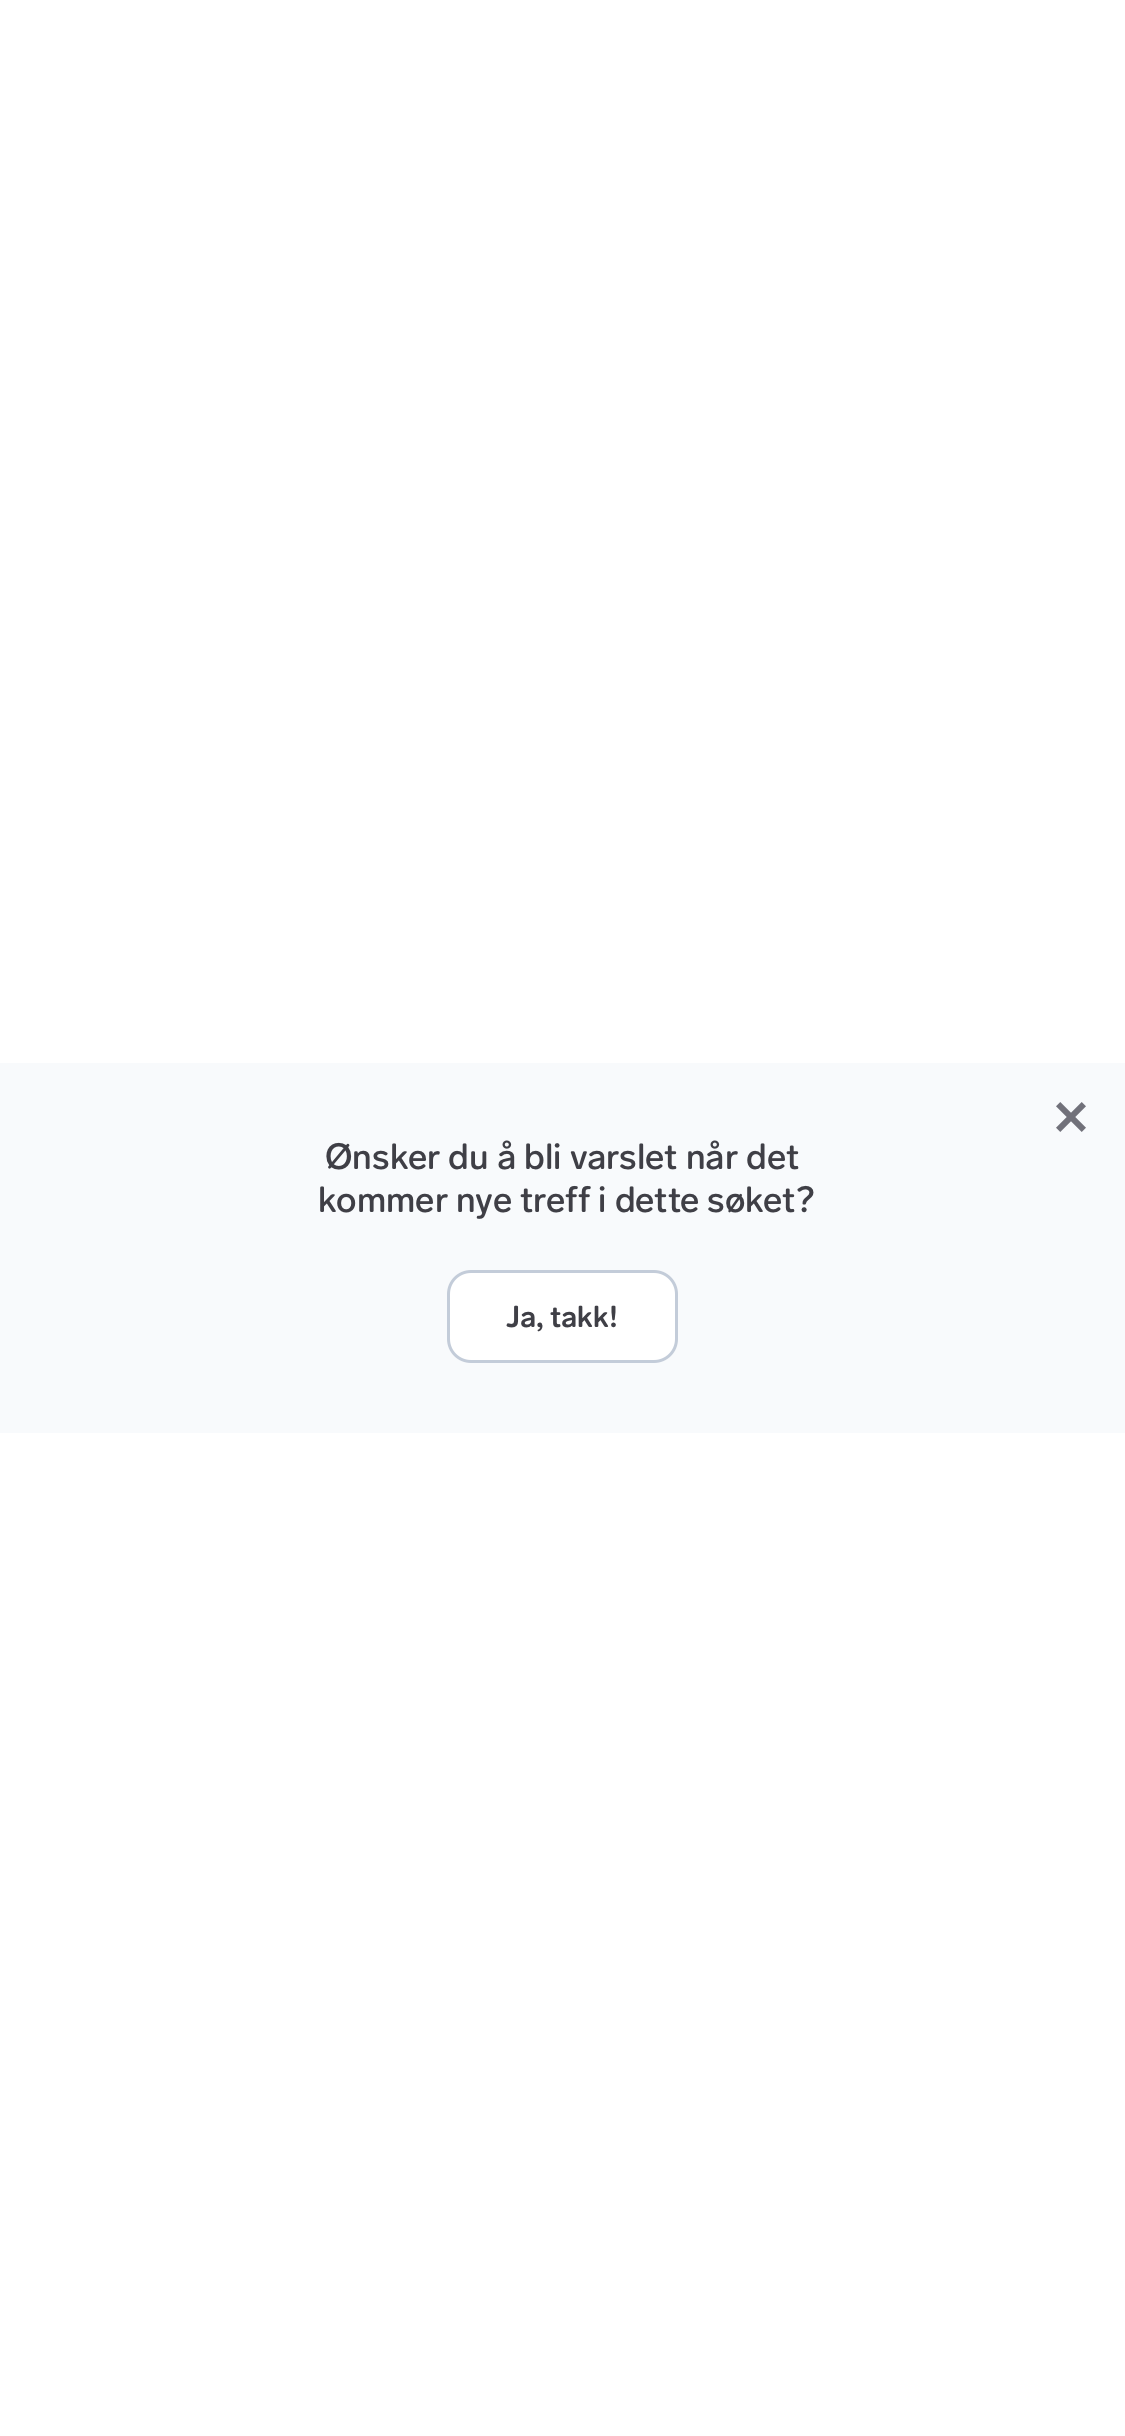 Ønsker du å bli varslet når det
kommer nye treff i dette søket?
Ja, takk!